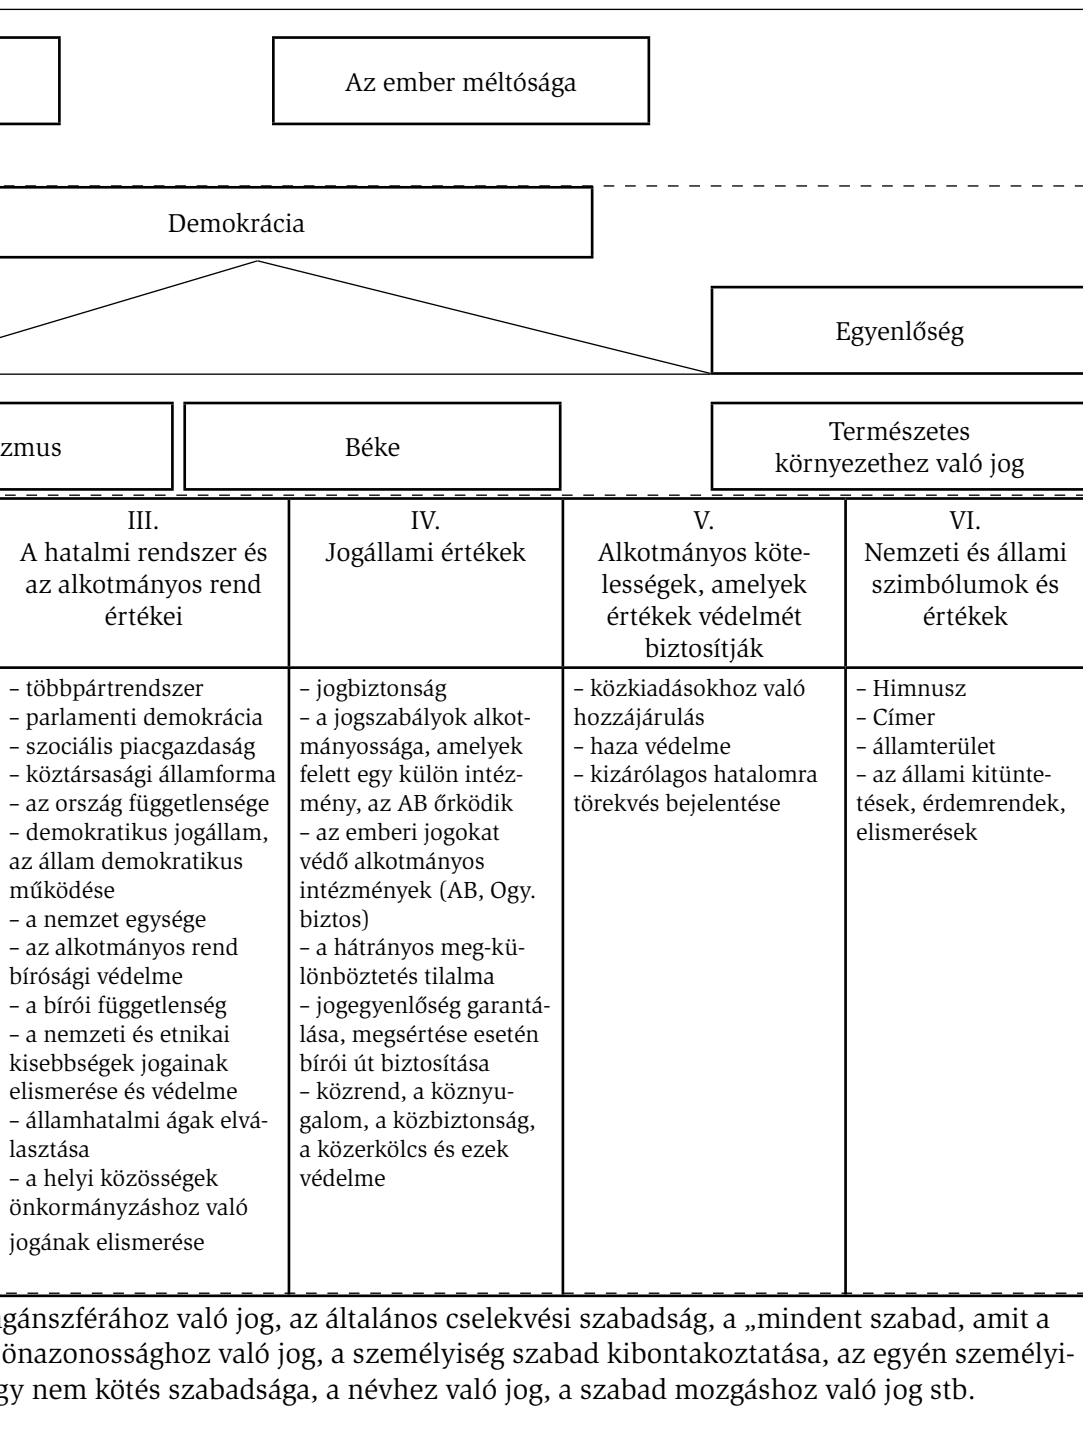 Az ember méltósága
Demokrácia
Egyenlőség
zmus
Béke
Természetes
környezethez való jog
III.
A hatalmi rendszer és
az alkotmányos rend
értékei
– többpártrendszer
– parlamenti demokrácia
– szociális piacgazdaság
– köztársasági államforma
– az ország függetlensége
– demokratikus jogállam,
az állam demokratikus
működése
– a nemzet egysége
– az alkotmányos rend
bírósági védelme
– a bírói függetlenség
– a nemzeti és etnikai
kisebbségek jogainak
elismerése és védelme
– államhatalmi ágak elvá-
lasztása
– a helyi közösségek
önkormányzáshoz való
jogának elismerése
IV.
Jogállami értékek
– jogbiztonság
– a jogszabályok alkot-
mányossága, amelyek
felett egy külön intéz-
mény, az AB őrködik
– az emberi jogokat
védő alkotmányos
intézmények (AB, Ogy.
biztos)
– a hátrányos meg-kü-
lönböztetés tilalma
– jogegyenlőség garantá-
lása, megsértése esetén
bírói út biztosítása
– közrend, a köznyu-
galom, a közbiztonság,
a közerkölcs és ezek
védelme
V.
Alkotmányos köte-
lességek, amelyek
értékek védelmét
biztosítják
– közkiadásokhoz való
hozzájárulás
– haza védelme
– kizárólagos hatalomra
törekvés bejelentése
VI.
Nemzeti és állami
szimbólumok és
értékek
– Himnusz
– Címer
– államterület
– az állami kitünte-
tések, érdemrendek,
elismerések
gánszférához való jog, az általános cselekvési szabadság, a „mindent szabad, amit a
önazonossághoz való jog, a személyiség szabad kibontakoztatása, az egyén személyi-
gy nem kötés szabadsága, a névhez való jog, a szabad mozgáshoz való jog stb.